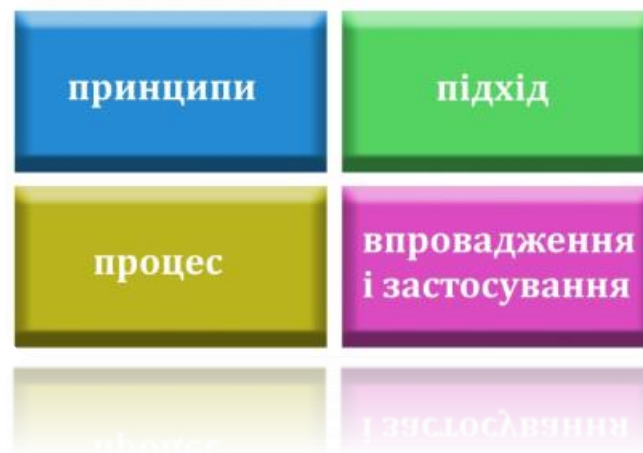 принципи
підхід
процес
впровадження
і застосування